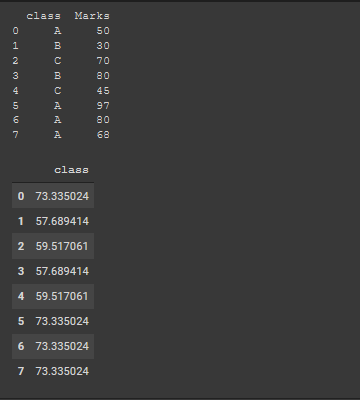 class Marks
0 A 50
1 B 30
2 C 70
3 B 80
4 C 45
5 A 97
6 A 80
7 A 68
class
0 73.335024
1 57.689414
2 59.517061
3 57.689414
4 59.517061
5 73.335024
6 73.335024
7 73.335024